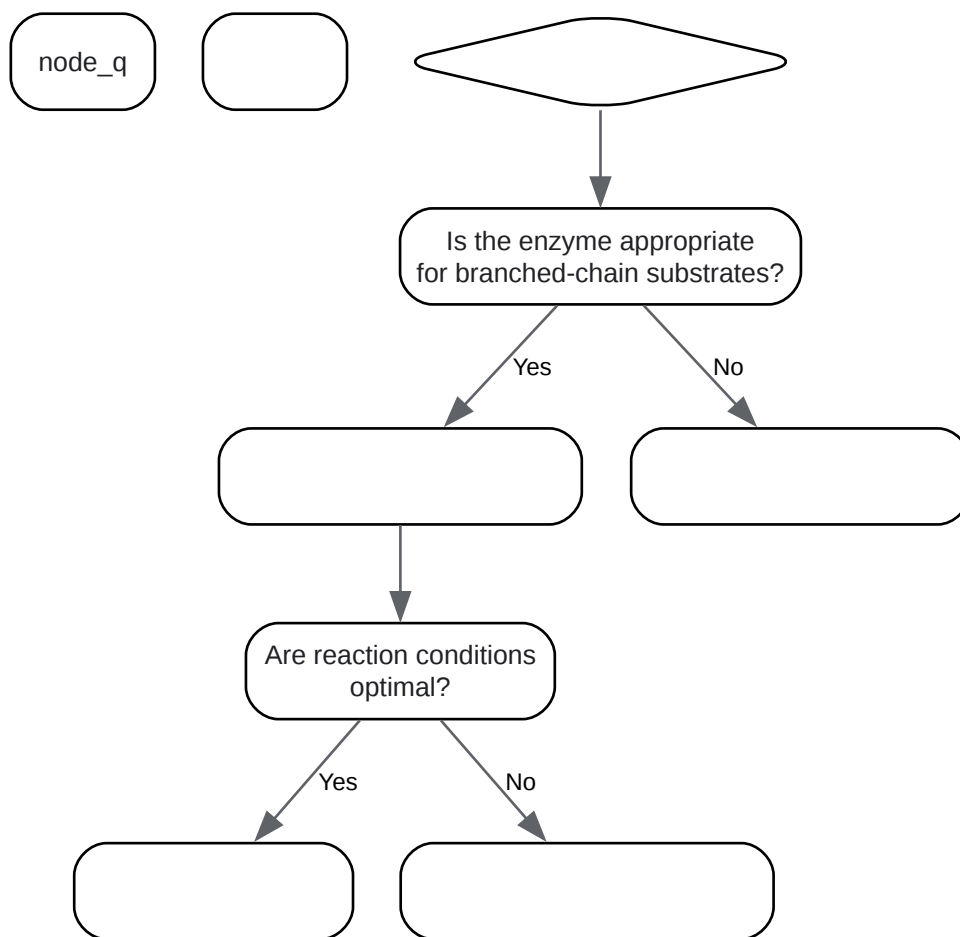 node_q
Is the enzyme appropriate
for branched-chain substrates?
Yes
No
Are reaction conditions
optimal?
Yes
No